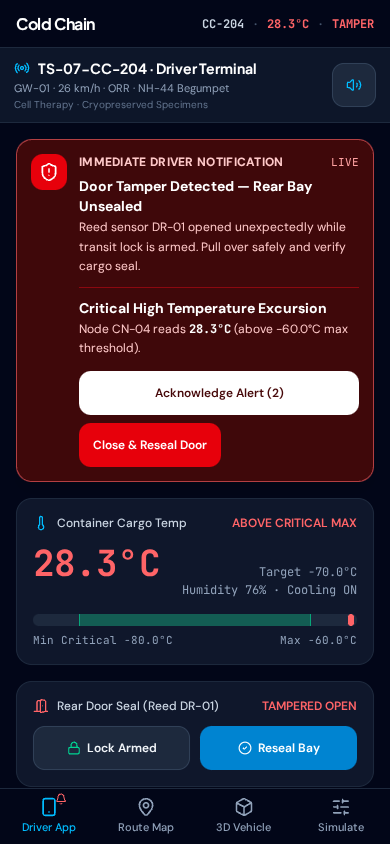 Cold Chain
CC-204 · 28.3°C · TAMPER
TS-07-CC-204 · Driver Terminal
GW-01 · 26 km/h · ORR · NH-44 Begumpet
Cell Therapy · Cryopreserved Specimens
IMMEDIATE DRIVER NOTIFICATION LIVE
Door Tamper Detected — Rear Bay
Unsealed
Reed sensor DR-01 opened unexpectedly while
transit lock is armed. Pull over safely and verify
cargo seal.
Critical High Temperature Excursion
Node CN-04 reads 28.3°C (above -60.0°C max
threshold).
Acknowledge Alert (2)
Close & Reseal Door
Container Cargo Temp ABOVE CRITICAL MAX
28.3°C
Target -70.0°C
Humidity 76% · Cooling ON
Min Critical -80.0°C Max -60.0°C
Rear Door Seal (Reed DR-01) TAMPERED OPEN
Lock Armed Reseal Bay
Driver App Route Map 3D Vehicle Simulate